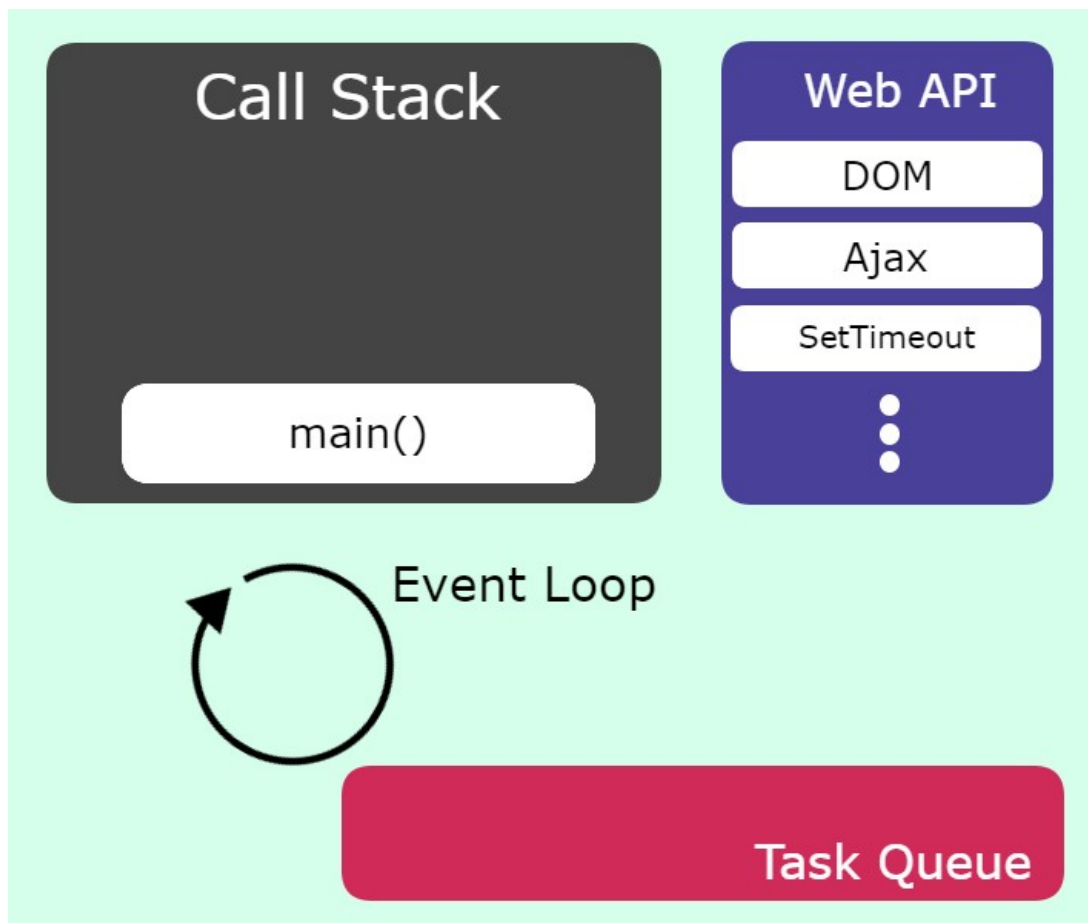 Call Stack
main()
Web API
DOM
Ajax
SetTimeout
Event Loop
Task Queue